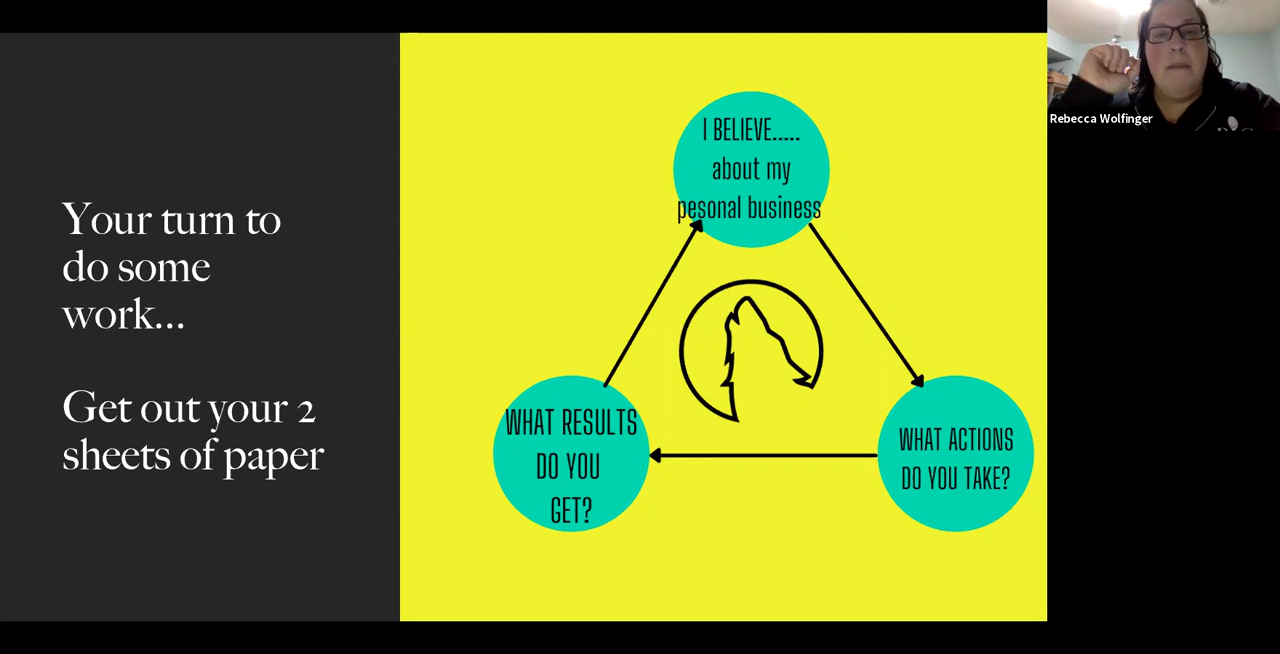 Your turn to
do some
work...
Get out your 2
sheets of paper
I BELIEVE.....
about my
pesonal business
WHAT RESULTS
DO YOU
GET?
WHAT ACTIONS
DO YOU TAKE?
Rebecca Wolfinger